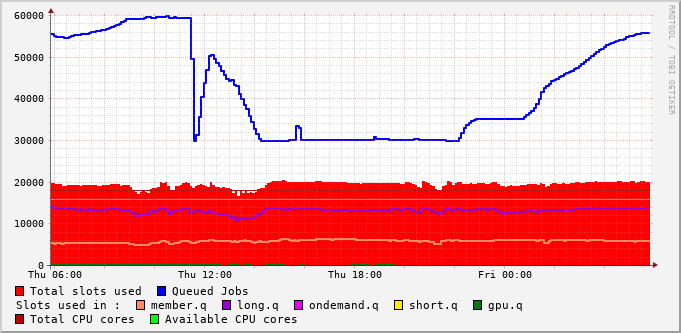 60000
50000
40000
30000
20000
10000
0
Thu 06:00 Thu 12:00 Thu 18:00 Fri 00:00
RRDTOOL / TOBI OETIKER
Total slots used Queued Jobs
Slots used in : member.q long.q ondemand.q short.q gpu.q
Total CPU cores Available CPU cores